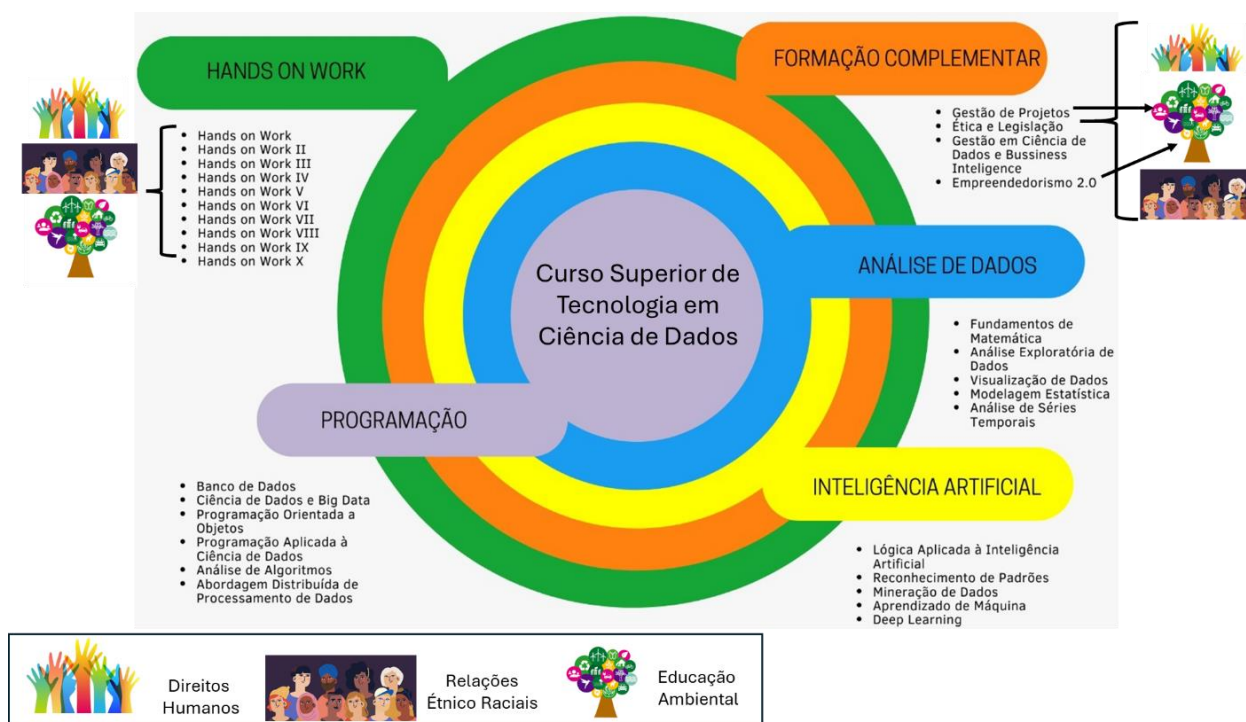 HANDS ON WORK
Hands on Work
Hands on Work II
Hands on Work III
Hands on Work IV
Hands on Work V
Hands on Work VI
Hands on Work VII
Hands on Work VIII
Hands on Work IX
Hands on Work X
FORMAÇÃO COMPLEMENTAR
Gestão de Projetos
Ética e Legislação
Gestão em Ciência de
Dados e Bussiness
Inteligence
Empreendedorismo 2.0
Curso Superior de
Tecnologia em
Ciência de Dados
ANÁLISE DE DADOS
Fundamentos de
Matemática
Análise Exploratória de
Dados
Visualização de Dados
Modelagem Estatística
Análise de Séries
Temporais
PROGRAMAÇÃO
Banco de Dados
Ciência de Dados e Big Data
Programação Orientada a
Objetos
Programação Aplicada à
Ciência de Dados
Análise de Algoritmos
Abordagem Distribuída de
Processamento de Dados
INTELIGÊNCIA ARTIFICIAL
Lógica Aplicada à Inteligência
Artificial
Reconhecimento de Padrões
Mineração de Dados
Aprendizado de Máquina
Deep Learning
Direitos
Humanos
Relações
Étnico Raciais
Educação
Ambiental